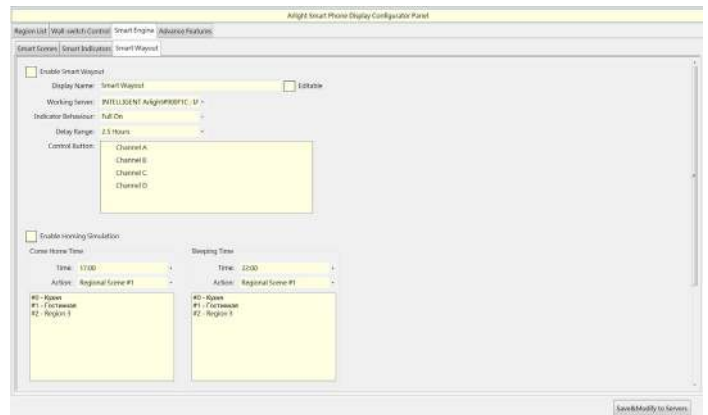 Arlight Smart Phone Display Configurator Panel
Region List Wall-switch Control Smart Engine Advance Features
Smart Scenes Smart Indicators Smart Wayout
Enable Smart Wayout
Display Name: Smart Wayout Editable
Working Server:
Indicator Behaviour: Full On
Delay Range: 2.5 Hours
Control Button: Channel A
Channel B
Channel C
Channel D
Enable Homing Simulation
Come Home Time Sleeping Time
Time: 17:00 Time: 22:00
Action: Regional Scene #1 Action: Regional Scene #1
#0 - Кухня #0 - Кухня
#1 - Гостинная #1 - Гостинная
#2 - Region 3 #2 - Region 3
Save&Modify to Servers